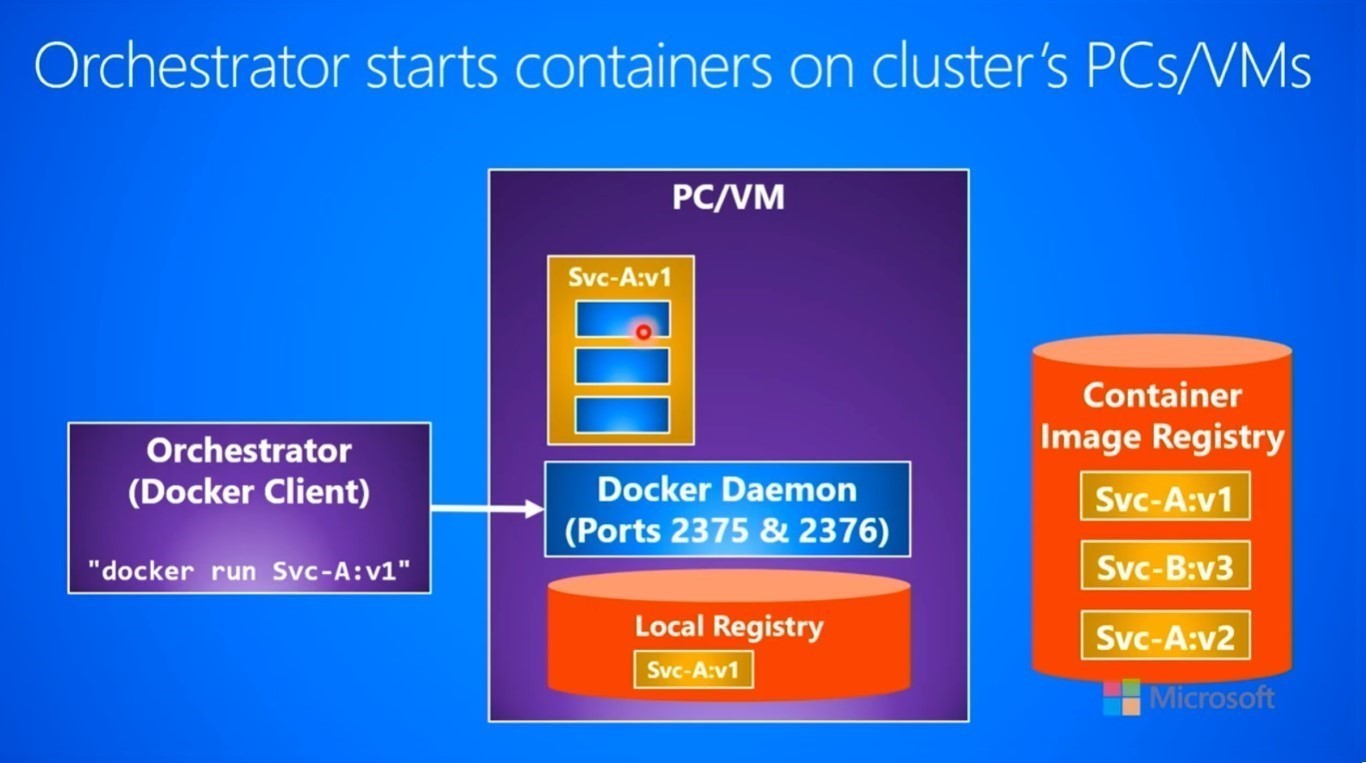 Orchestrator starts containers on cluster's PCs/VMs
PC/VM
Svc-A:v1
Orchestrator
(Docker Client)
"docker run Svc-A:v1"
Docker Daemon
(Ports 2375 & 2376)
Local Registry
Svc-A:v1
Container
Image Registry
Svc-A:v1
Svc-B:v3
Svc-A:v2
Microsoft